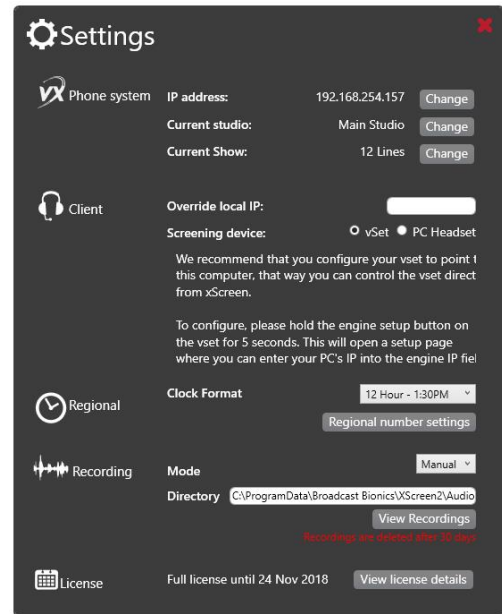 Settings
VX Phone system IP address: 192.168.254.157 Change
Current studio: Main Studio Change
Current Show: 12 Lines Change
Client Override local IP:
Screening device: vSet PC Headset
We recommend that you configure your vset to point t
this computer, that way you can control the vset direct
from xScreen.
To configure, please hold the engine setup button on
the vset for 5 seconds. This will open a setup page
where you can enter your PC's IP into the engine IP fiel
Regional Clock Format 12 Hour - 1:30PM
Regional number settings
Recording Mode Manual
Directory C:\ProgramData\Broadcast Bionics\XScreen2\Audio
View Recordings
Recordings are deleted after 30 days
License Full license until 24 Nov 2018 View license details